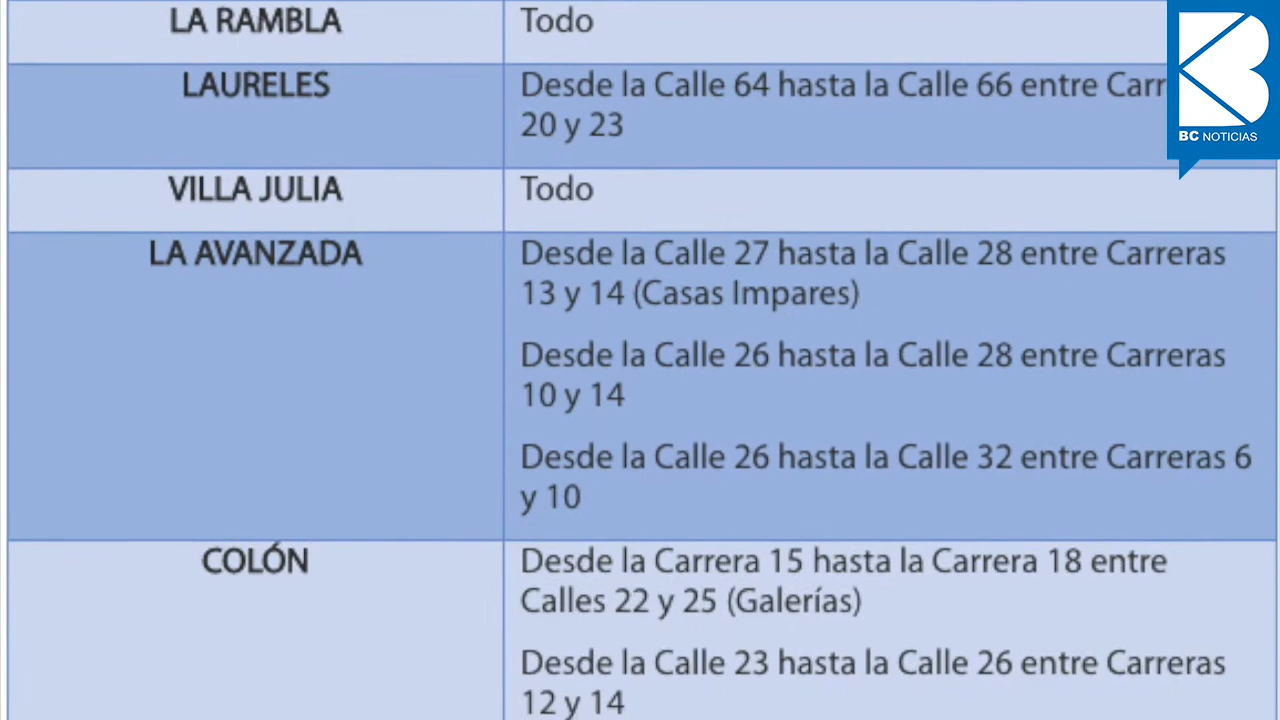 LA RAMBLA
Todo
LAURELES
Desde la Calle 64 hasta la Calle 66 entre
20 y 23
VILLA JULIA
Todo
LA AVANZADA
Desde la Calle 27 hasta la Calle 28 entre Carreras
13 y 14 (Casas Impares)
Desde la Calle 26 hasta la Calle 28 entre Carreras
10 y 14
Desde la Calle 26 hasta la Calle 32 entre Carreras 6
y 10
COLÓN
Desde la Carrera 15 hasta la Carrera 18 entre
Calles 22 y 25 (Galerías)
Desde la Calle 23 hasta la Calle 26 entre Carreras
12 y 14
BC NOTICIAS